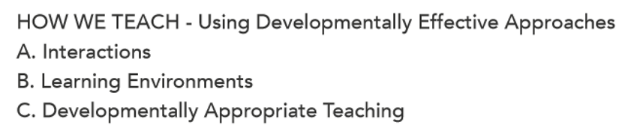 HOW WE TEACH - Using Developmentally Effective Approaches
A. Interactions
B. Learning Environments
C. Developmentally Appropriate Teaching